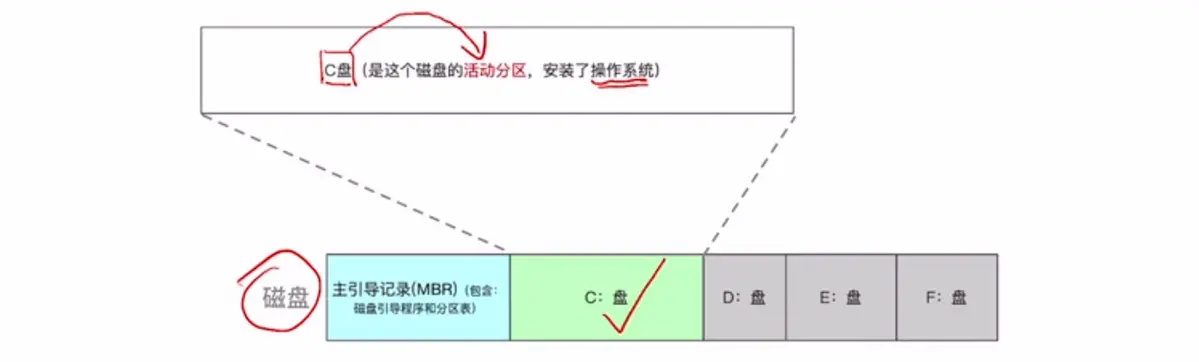 C盘（是这个磁盘的活动分区，安装了操作系统）
磁盘
主引导记录(MBR)（包含：
磁盘引导程序和分区表）
C：盘
D：盘
E：盘
F：盘